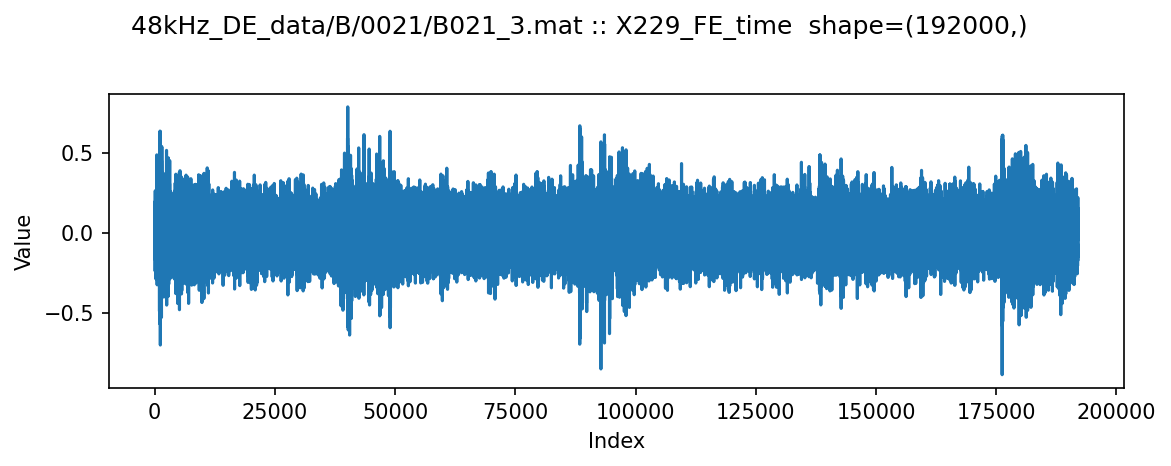 48kHz_DE_data/B/0021/B021_3.mat :: X229_FE_time  shape=(192000,)
Value
0.5
0.0
−0.5
0 25000 50000 75000 100000 125000 150000 175000 200000
Index